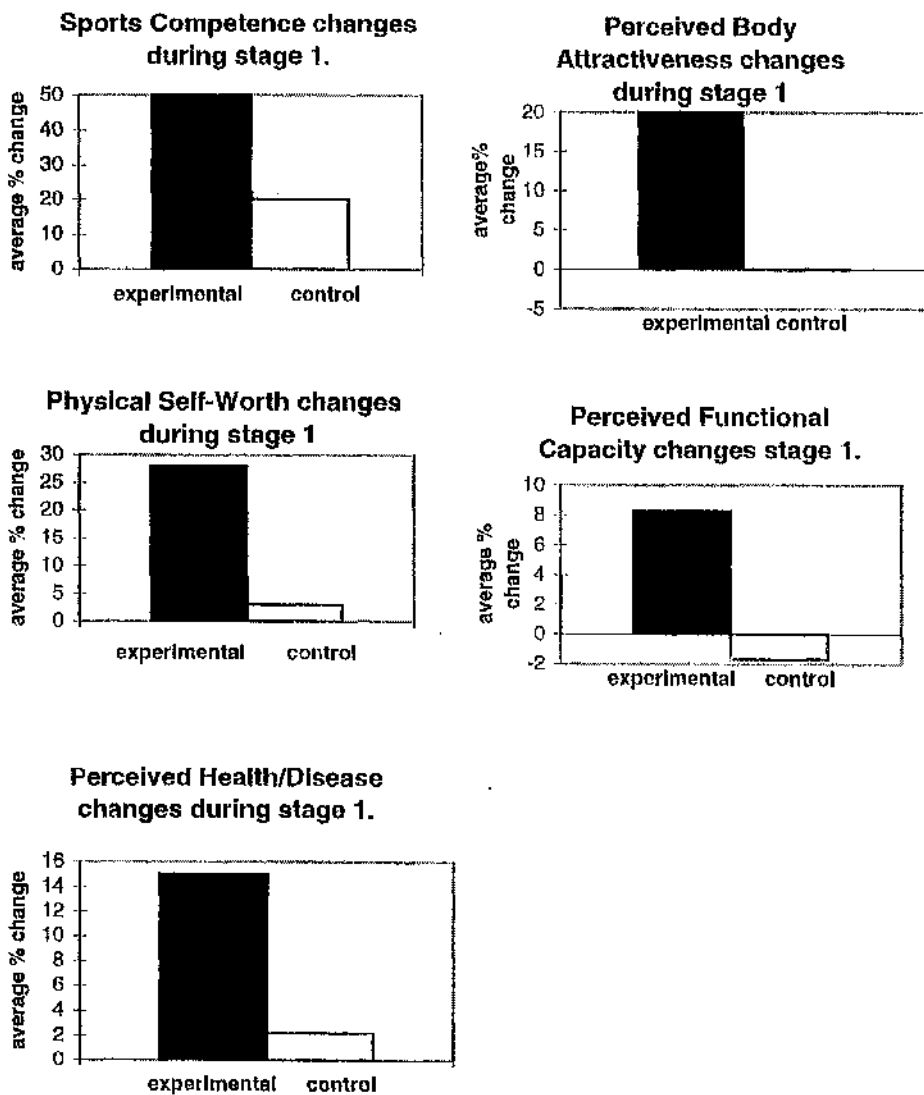 Sports Competence changes
during stage 1.
average % change
50
40
30
20
10
0
experimental control
Perceived Body
Attractiveness changes
during stage 1
average%
change
20
15
10
5
0
-5
experimental control
Physical Self-Worth changes
during stage 1
average % change
30
25
20
15
10
5
0
experimental control
Perceived Functional
Capacity changes stage 1.
average %
change
10
8
6
4
2
0
-2
experimental control
Perceived Health/Disease
changes during stage 1.
average % change
16
14
12
10
8
6
4
2
0
experimental control